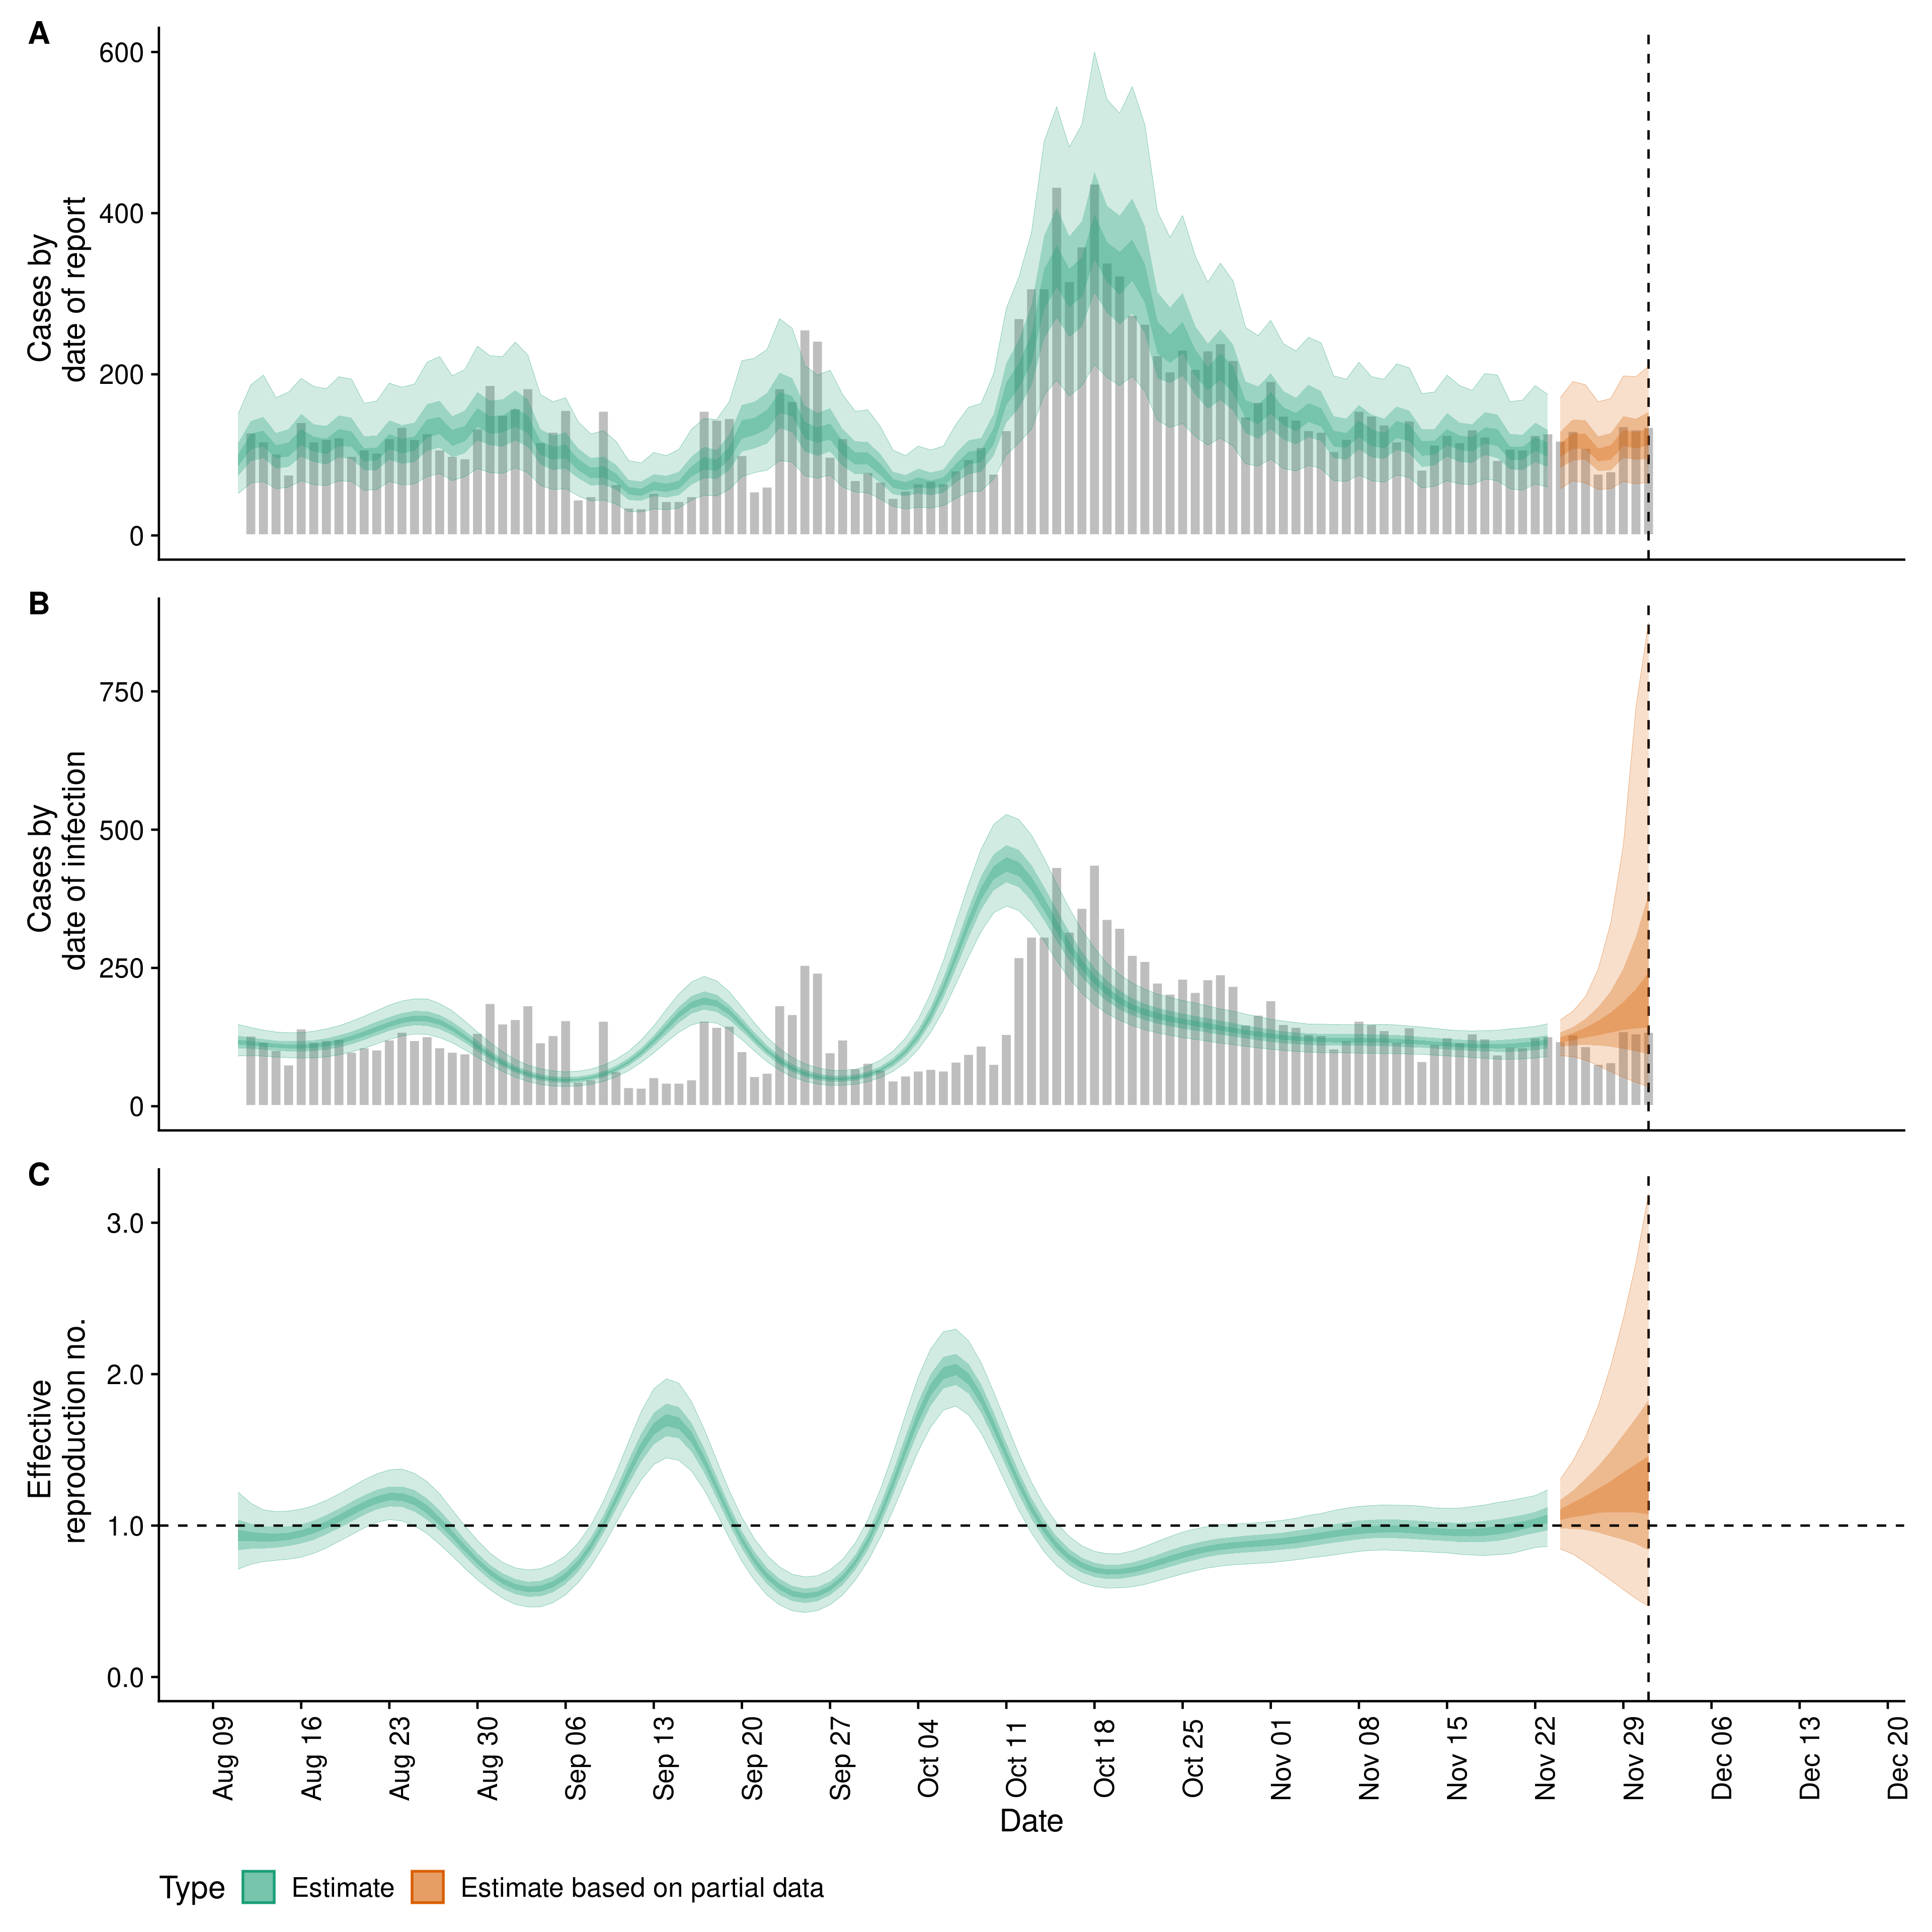 A
600
400
200
0
Cases by
date of report
B
750
500
250
0
Cases by
date of infection
C
3.0
2.0
1.0
0.0
Effective
reproduction no.
Aug 09
Aug 16
Aug 23
Aug 30
Sep 06
Sep 13
Sep 20
Sep 27
Oct 04
Oct 11
Oct 18
Oct 25
Nov 01
Nov 08
Nov 15
Nov 22
Nov 29
Dec 06
Dec 13
Dec 20
Date
Type Estimate Estimate based on partial data